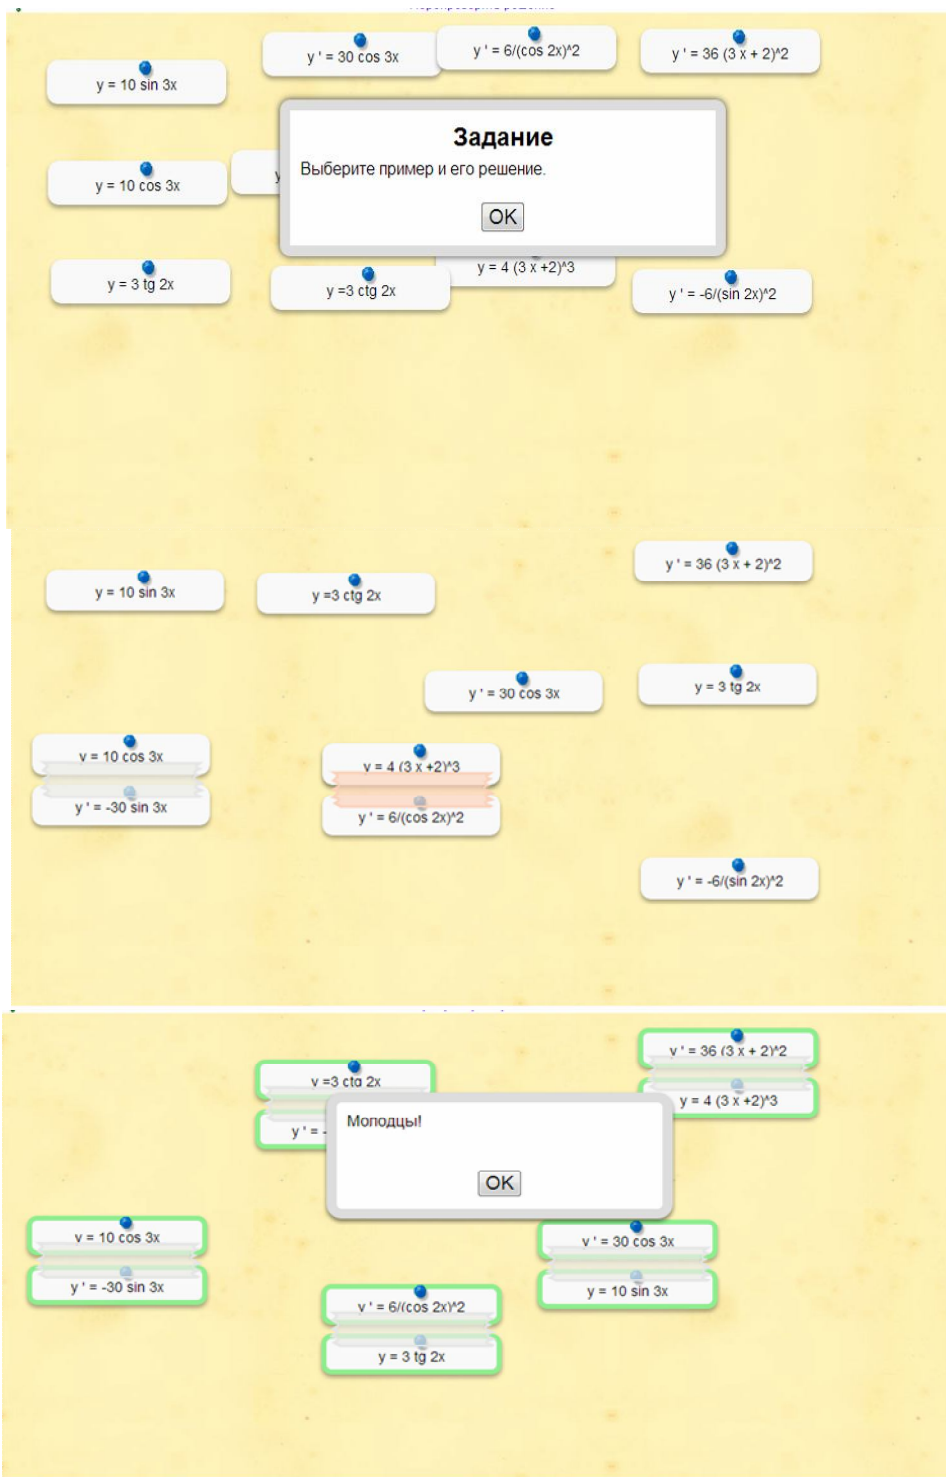 y ' = 30 cos 3x
y ' = 6/(cos 2x)^2
y ' = 36 (3 x + 2)^2
y = 10 sin 3x
Задание
Выберите пример и его решение.
OK
y = 10 cos 3x
y
y = 3 tg 2x
y =3 ctg 2x
y = 4 (3 x +2)^3
y ' = -6/(sin 2x)^2
y ' = 36 (3 x + 2)^2
y = 10 sin 3x
y =3 ctg 2x
y ' = 30 cos 3x
y = 3 tg 2x
y = 10 cos 3x
y ' = -30 sin 3x
y = 4 (3 x +2)^3
y ' = 6/(cos 2x)^2
y ' = -6/(sin 2x)^2
y ' = 36 (3 x + 2)^2
y = 4 (3 x +2)^3
y =3 ctg 2x
y ' = -
Молодцы!
OK
y = 10 cos 3x
y ' = -30 sin 3x
y ' = 30 cos 3x
y = 10 sin 3x
y ' = 6/(cos 2x)^2
y = 3 tg 2x